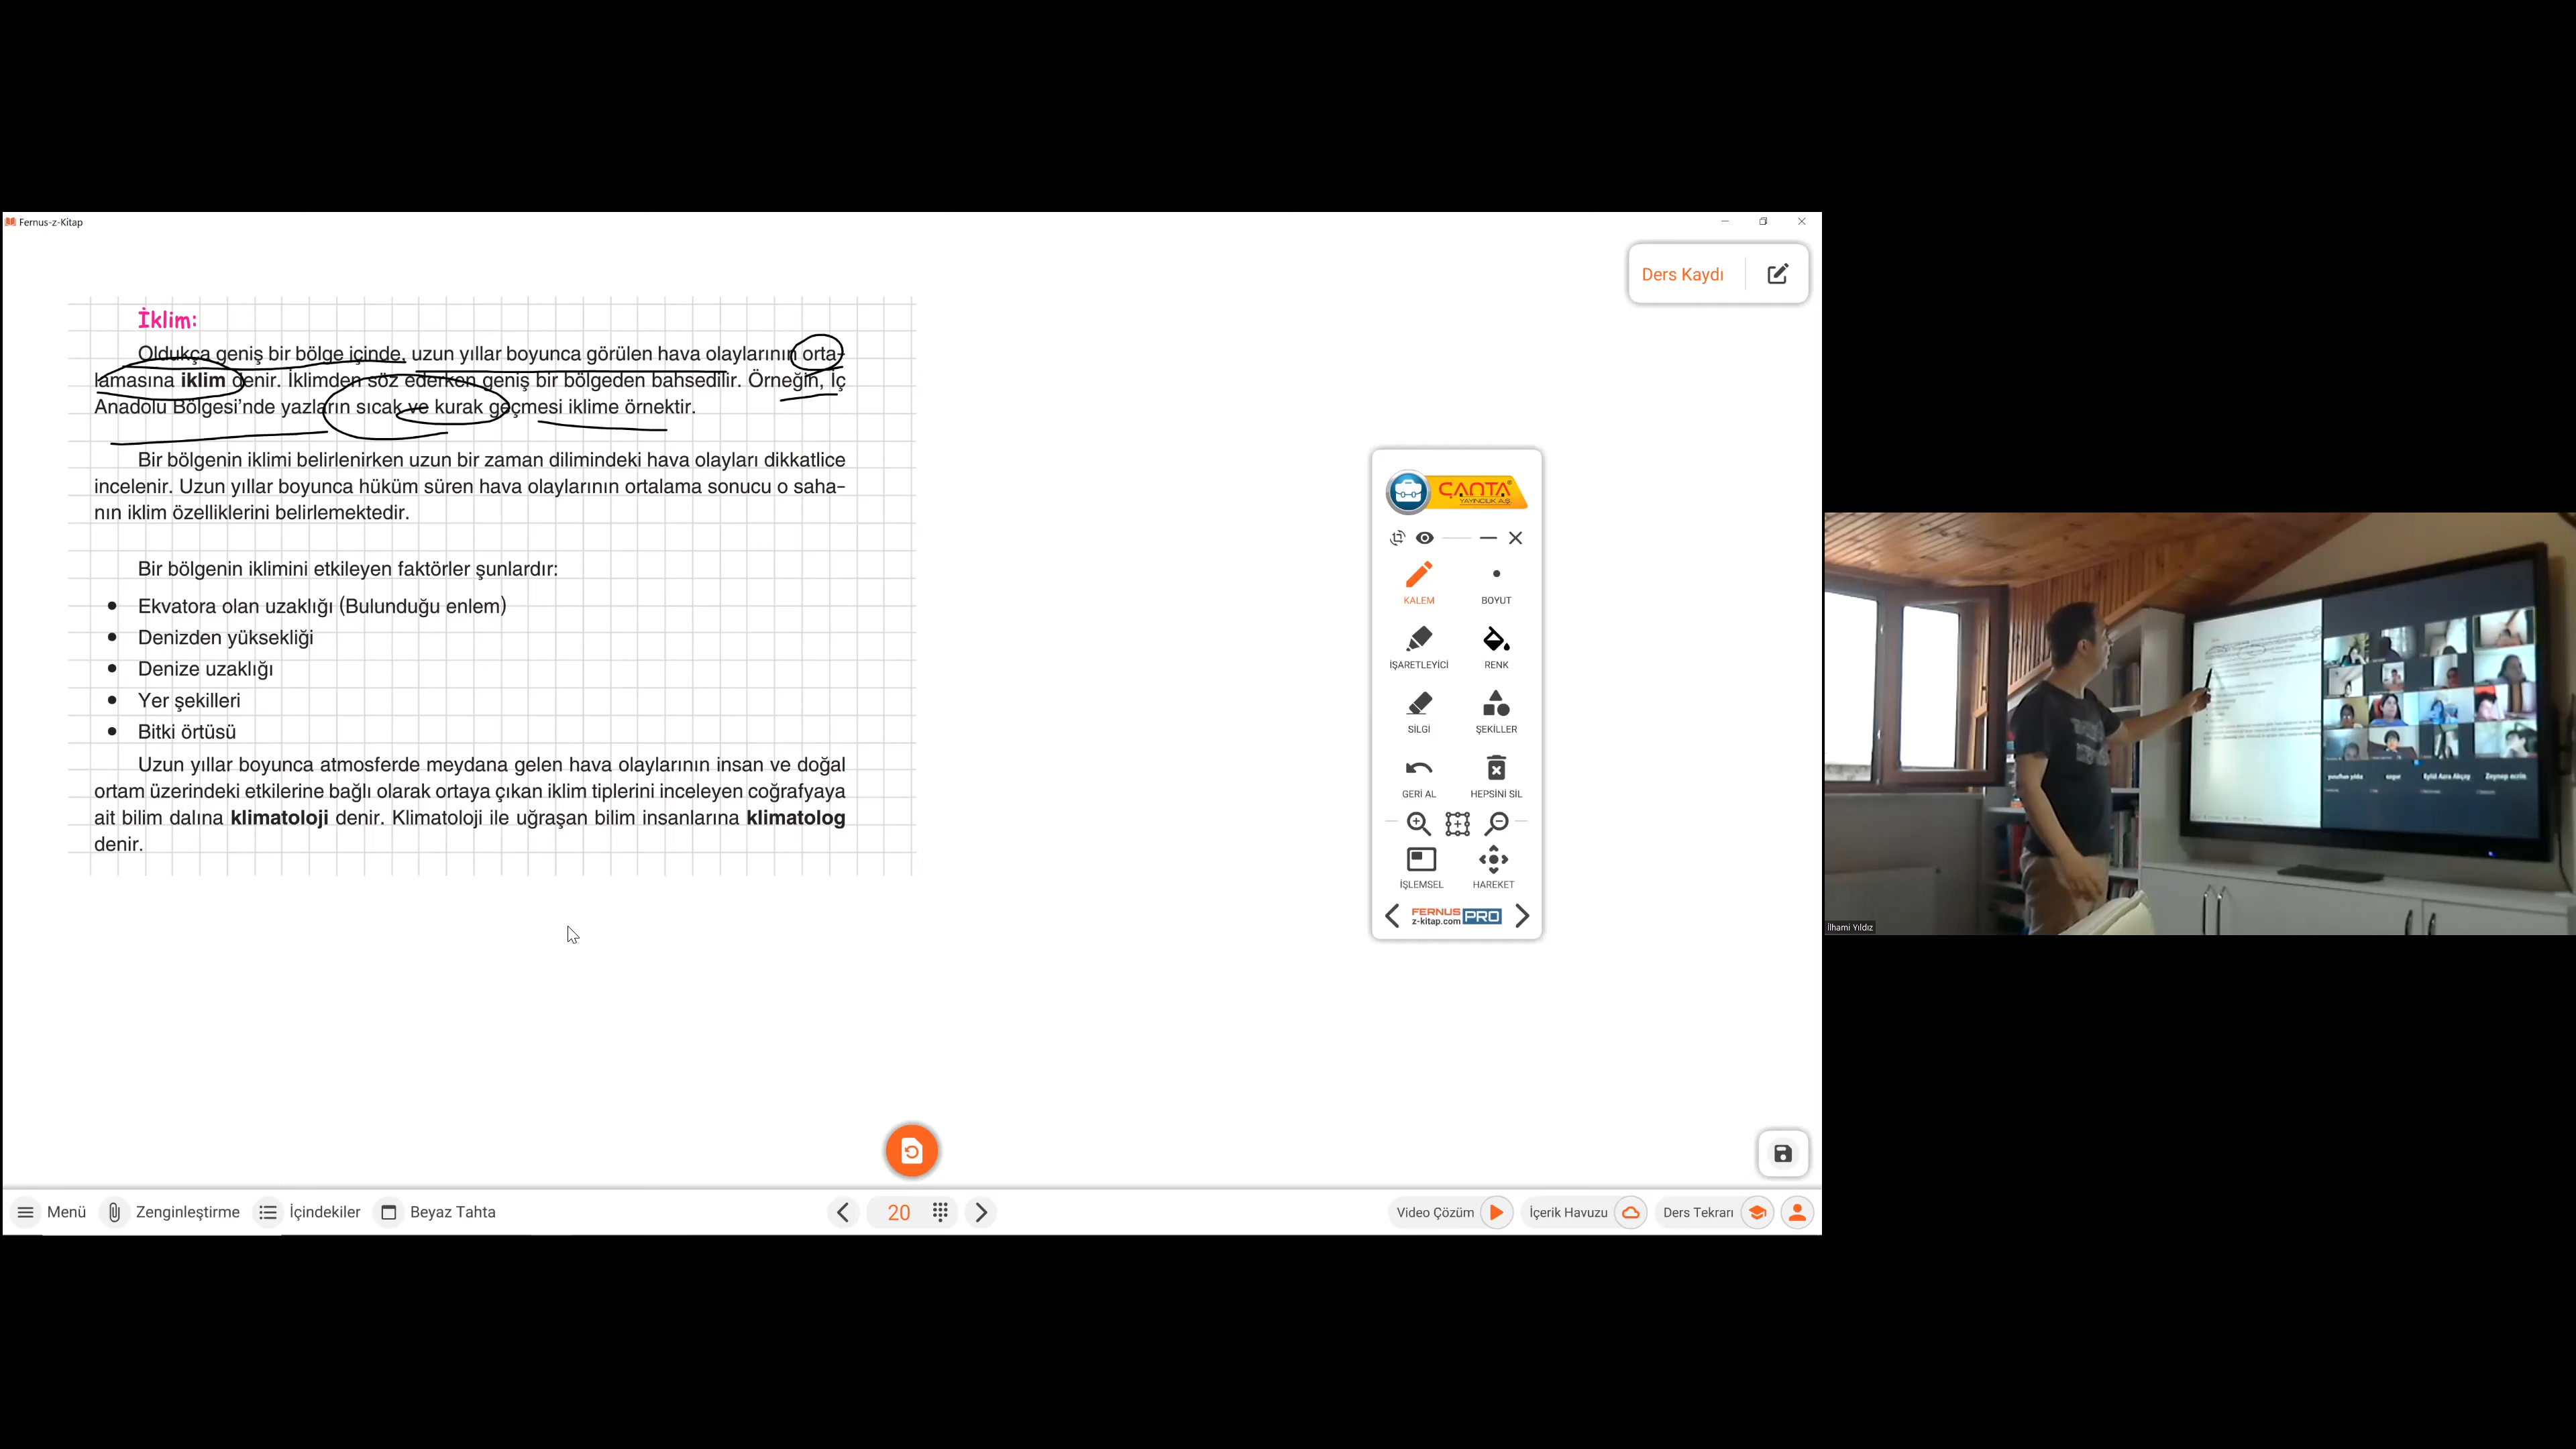 Fernus-z-Kitap
Ders Kaydı
İklim:
Oldukça geniş bir bölge içinde, uzun yıllar boyunca görülen hava olaylarının orta-
lamasına iklim denir. İklimden söz ederken geniş bir bölgeden bahsedilir. Örneğin, İç
Anadolu Bölgesi'nde yazların sıcak ve kurak geçmesi iklime örnektir.
Bir bölgenin iklimi belirlenirken uzun bir zaman dilimindeki hava olayları dikkatlice
incelenir. Uzun yıllar boyunca hüküm süren hava olaylarının ortalama sonucu o saha-
nın iklim özelliklerini belirlemektedir.
Bir bölgenin iklimini etkileyen faktörler şunlardır:
• Ekvatora olan uzaklığı (Bulunduğu enlem)
• Denizden yüksekliği
• Denize uzaklığı
• Yer şekilleri
• Bitki örtüsü
Uzun yıllar boyunca atmosferde meydana gelen hava olaylarının insan ve doğal
ortam üzerindeki etkilerine bağlı olarak ortaya çıkan iklim tiplerini inceleyen coğrafyaya
ait bilim dalına klimatoloji denir. Klimatoloji ile uğraşan bilim insanlarına klimatolog
denir.
ÇANTA
YAYINCILIK A.Ş.
KALEM BOYUT
İŞARETLEYİCİ RENK
SİLGİ ŞEKİLLER
GERİ AL HEPSİNİ SİL
İŞLEMSEL HAREKET
FERNUS PRO
z-kitap.com
Eylül Azra Akçay
İlhami Yıldız
Menü Zenginleştirme İçindekiler Beyaz Tahta 20 Video Çözüm İçerik Havuzu Ders Tekrarı